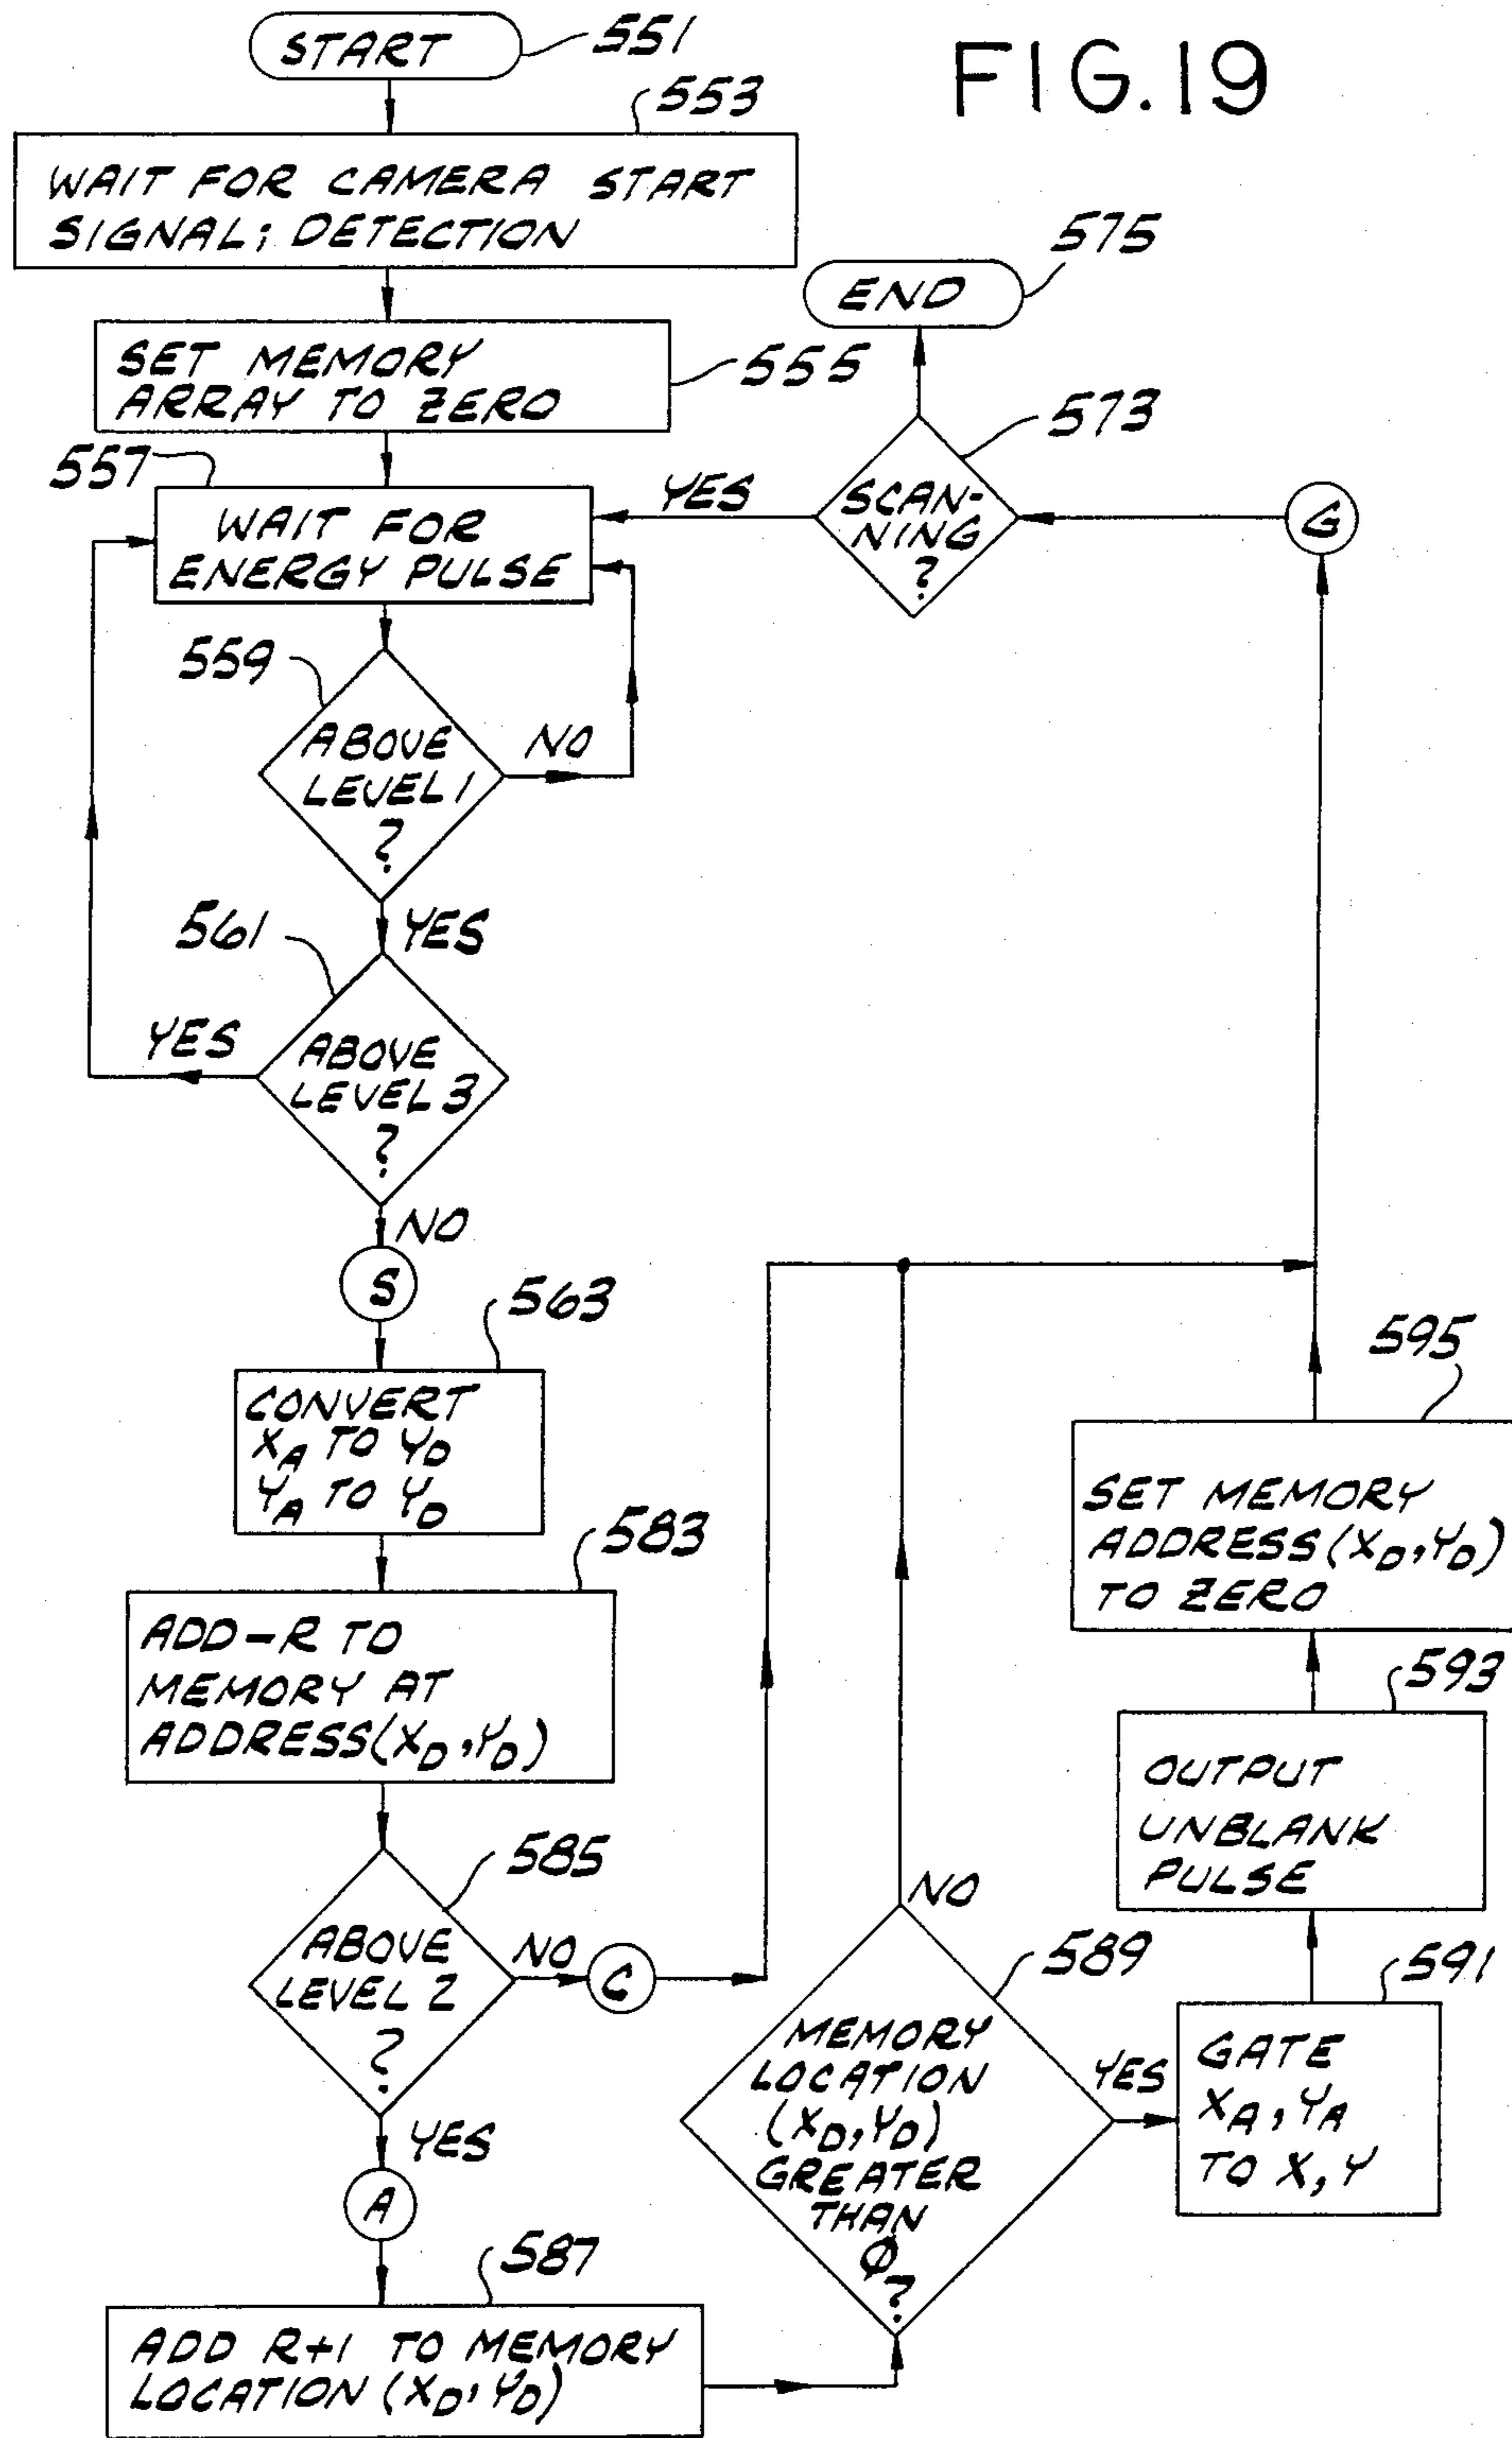 FIG.19
START
551
553
WAIT FOR CAMERA START
SIGNAL; DETECTION
575
END
SET MEMORY
ARRAY TO ZERO
555
573
557
WAIT FOR
ENERGY PULSE
YES
SCAN-
NING
?
G
559
ABOVE
LEVEL 1
?
NO
YES
561
ABOVE
LEVEL 3
?
YES
NO
S
563
CONVERT
XA TO YD
YA TO YD
583
ADD-R TO
MEMORY AT
ADDRESS(XD,YD)
585
ABOVE
LEVEL 2
?
NO
C
YES
A
587
ADD R+1 TO MEMORY
LOCATION (XD,YD)
NO
589
MEMORY
LOCATION
(XD,YD)
GREATER
THAN
Ø
?
YES
591
GATE
XA,YA
TO X,Y
593
OUTPUT
UNBLANK
PULSE
595
SET MEMORY
ADDRESS(XD,YD)
TO ZERO